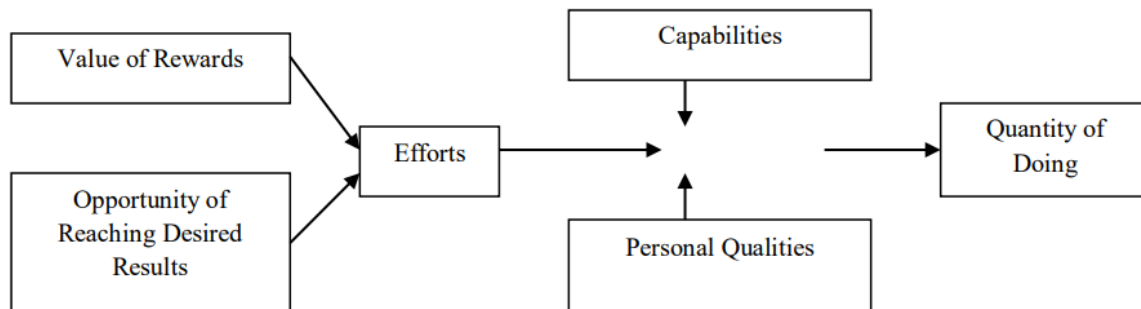 Value of Rewards
Opportunity of
Reaching Desired
Results
Efforts
Capabilities
Personal Qualities
Quantity of
Doing